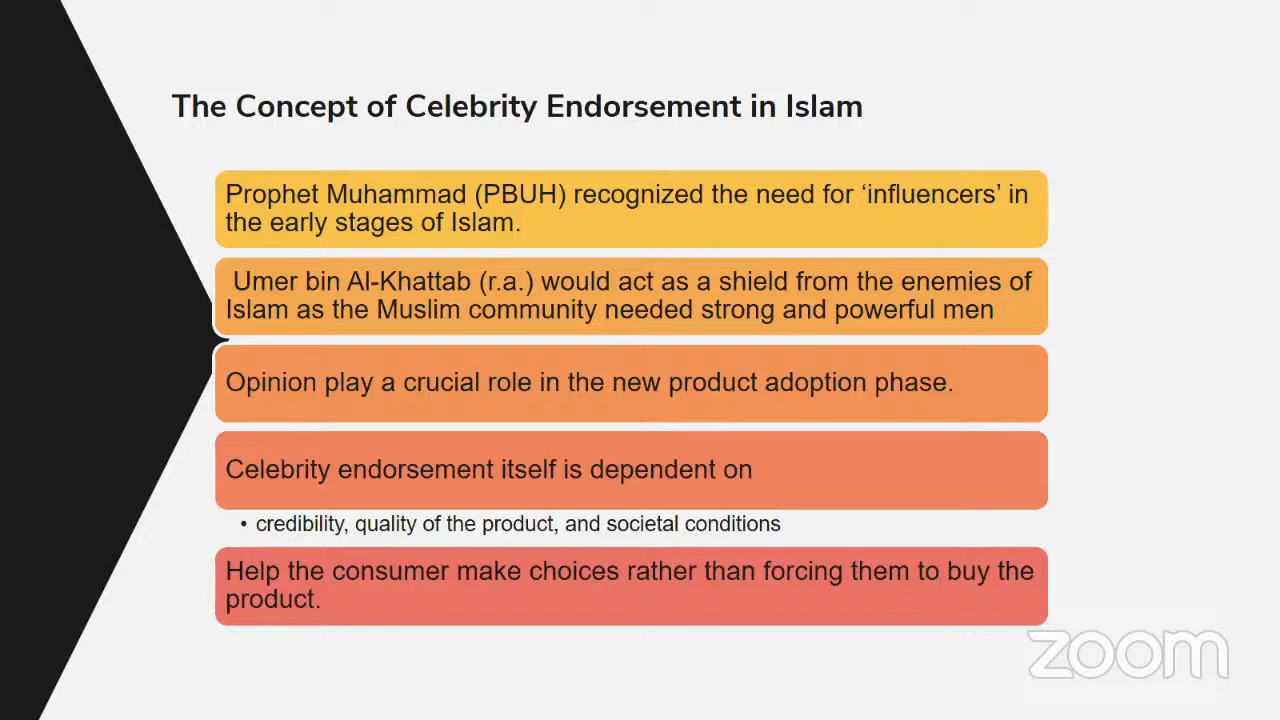 The Concept of Celebrity Endorsement in Islam
Prophet Muhammad (PBUH) recognized the need for ‘influencers’ in
the early stages of Islam.
Umer bin Al-Khattab (r.a.) would act as a shield from the enemies of
Islam as the Muslim community needed strong and powerful men
Opinion play a crucial role in the new product adoption phase.
Celebrity endorsement itself is dependent on
• credibility, quality of the product, and societal conditions
Help the consumer make choices rather than forcing them to buy the
product.
zoom